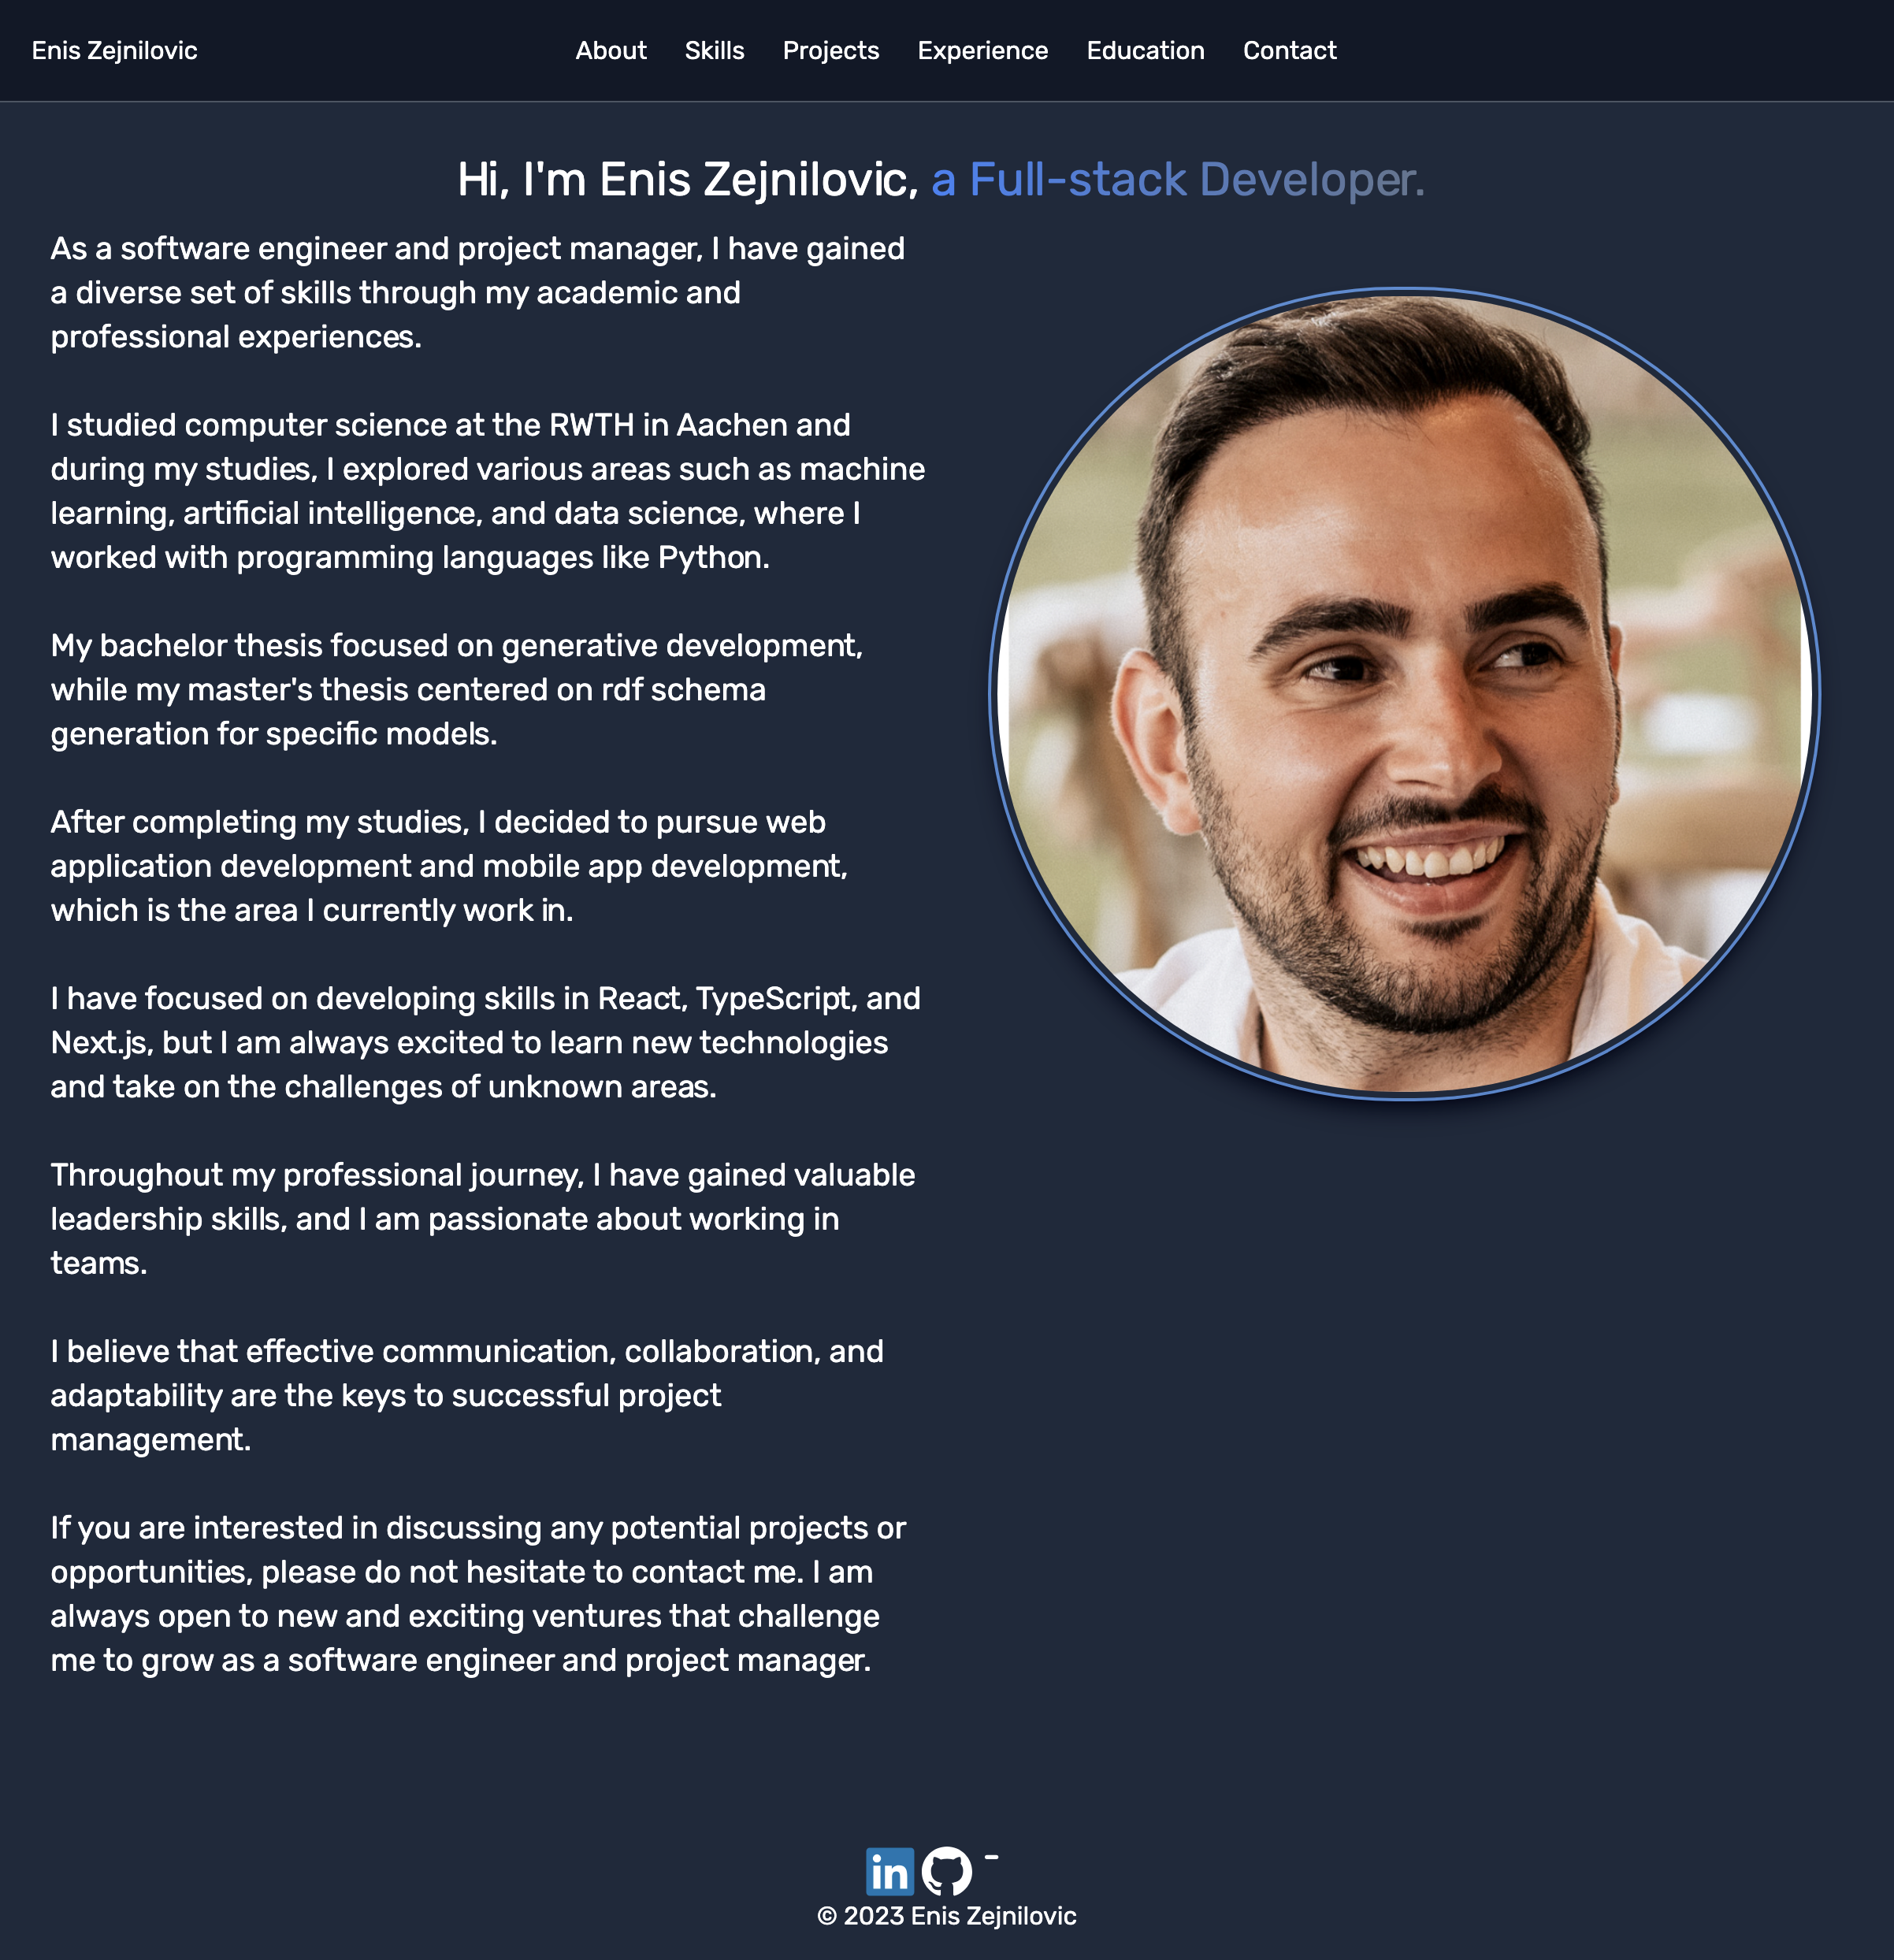 Enis Zejnilovic
About Skills Projects Experience Education Contact
Hi, I'm Enis Zejnilovic, a Full-stack Developer.
As a software engineer and project manager, I have gained
a diverse set of skills through my academic and
professional experiences.
I studied computer science at the RWTH in Aachen and
during my studies, I explored various areas such as machine
learning, artificial intelligence, and data science, where I
worked with programming languages like Python.
My bachelor thesis focused on generative development,
while my master's thesis centered on rdf schema
generation for specific models.
After completing my studies, I decided to pursue web
application development and mobile app development,
which is the area I currently work in.
I have focused on developing skills in React, TypeScript, and
Next.js, but I am always excited to learn new technologies
and take on the challenges of unknown areas.
Throughout my professional journey, I have gained valuable
leadership skills, and I am passionate about working in
teams.
I believe that effective communication, collaboration, and
adaptability are the keys to successful project
management.
If you are interested in discussing any potential projects or
opportunities, please do not hesitate to contact me. I am
always open to new and exciting ventures that challenge
me to grow as a software engineer and project manager.
in -
© 2023 Enis Zejnilovic